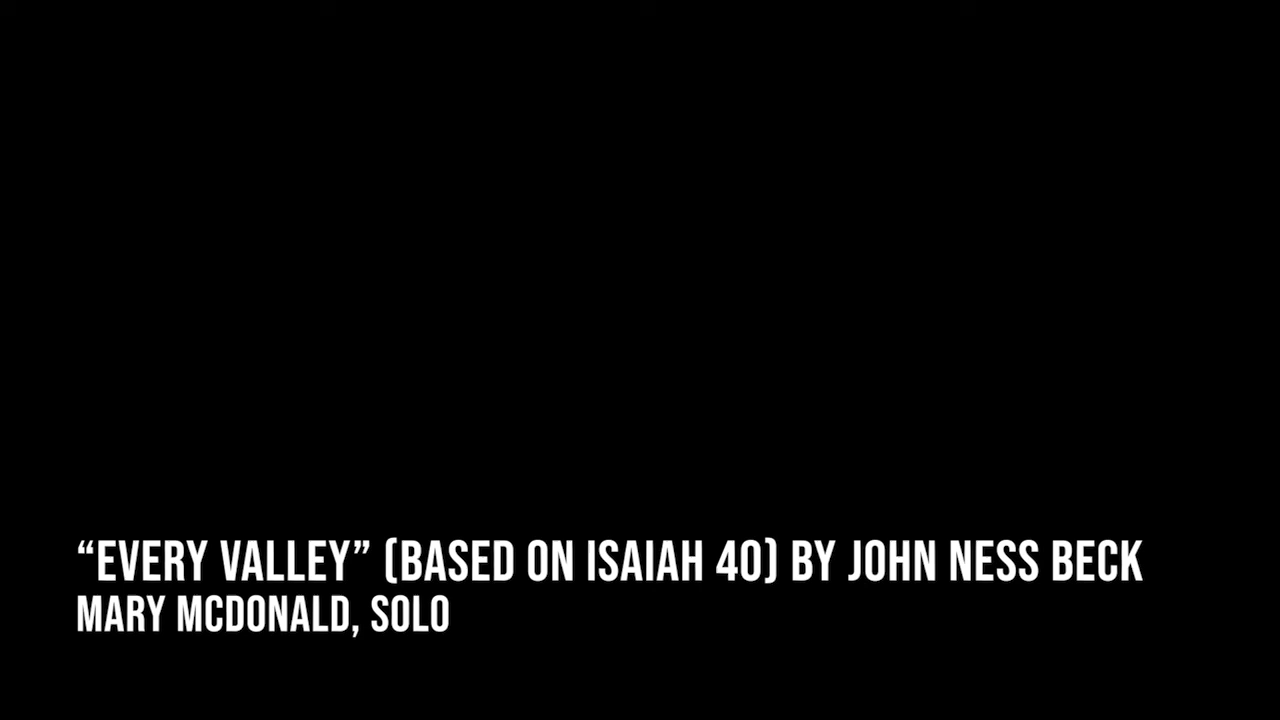 “EVERY VALLEY” (BASED ON ISAIAH 40) BY JOHN NESS BECK
MARY MCDONALD, SOLO